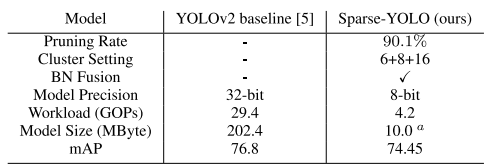 Model YOLOv2 baseline [5] Sparse-YOLO (ours)
Pruning Rate - 90.1%
Cluster Setting - 6+8+16
BN Fusion - ✓
Model Precision 32-bit 8-bit
Workload (GOPs) 29.4 4.2
Model Size (MByte) 202.4 10.0 a
mAP 76.8 74.45